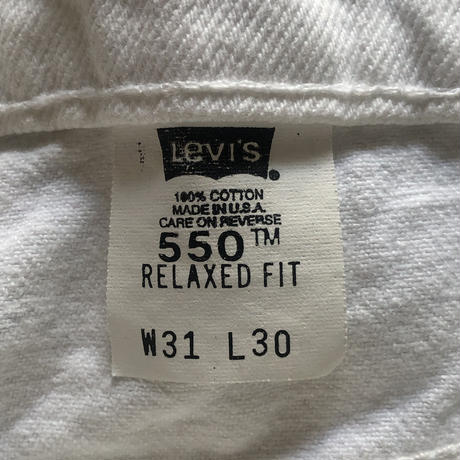 Levi's
100% COTTON
MADE IN U.S.A.
CARE ON REVERSE
550™
RELAXED FIT
W31 L30